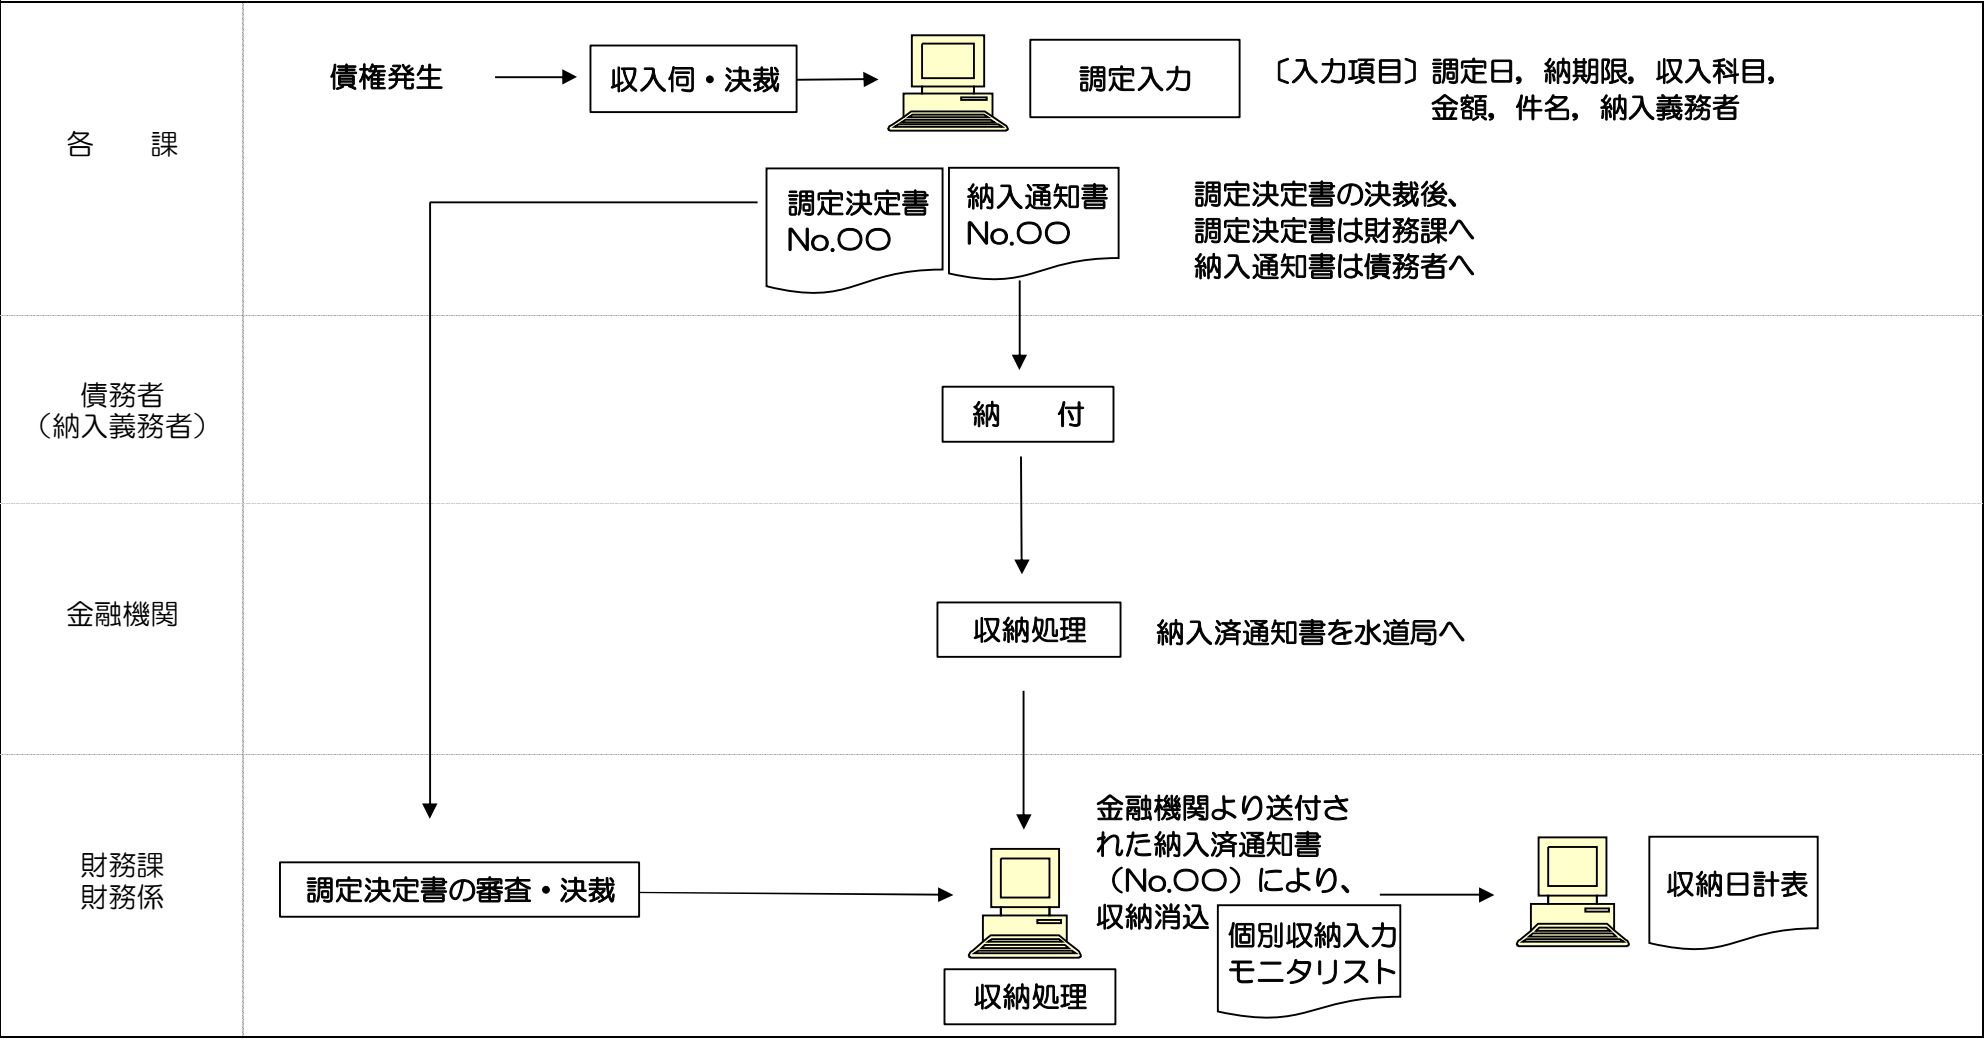 各　　課
債権発生
収入伺・決裁
調定入力
〔入力項目〕調定日，納期限，収入科目，
金額，件名，納入義務者
調定決定書
No.〇〇
納入通知書
No.〇〇
調定決定書の決裁後、
調定決定書は財務課へ
納入通知書は債務者へ
債務者
（納入義務者）
納　　付
金融機関
収納処理
納入済通知書を水道局へ
財務課
財務係
調定決定書の審査・決裁
金融機関より送付さ
れた納入済通知書
（No.〇〇）により、
収納消込
収納処理
個別収納入力
モニタリスト
収納日計表